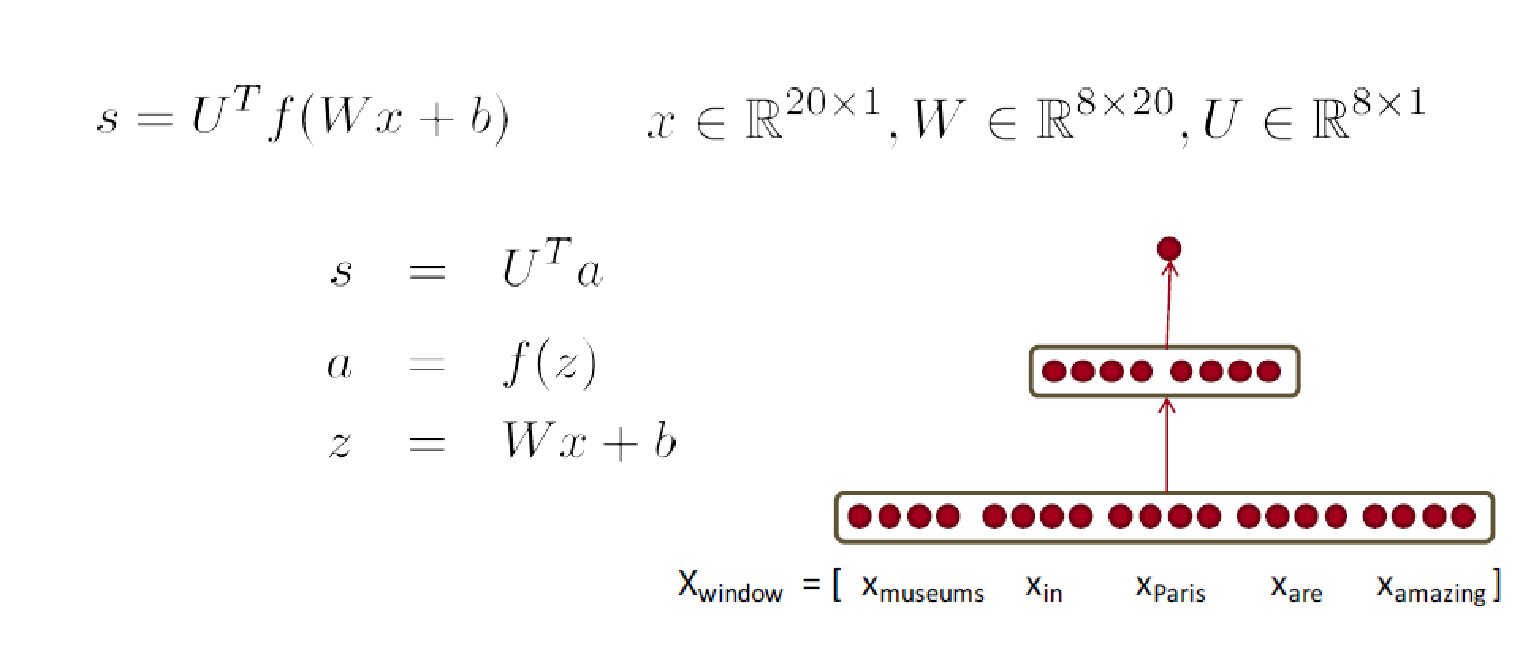 s = U^T f(Wx + b) x ∈ ℝ^{20×1}, W ∈ ℝ^{8×20}, U ∈ ℝ^{8×1}
s = U^T a
a = f(z)
z = Wx + b
X_window = [ x_museums x_in x_Paris x_are x_amazing ]